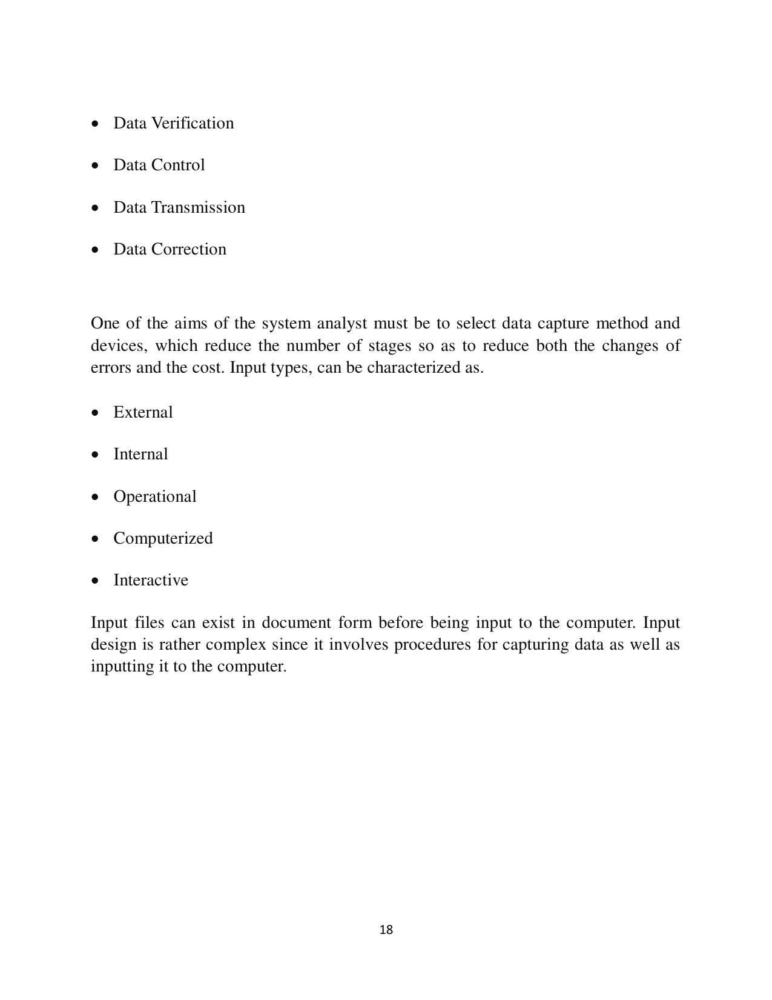 • Data Verification
• Data Control
• Data Transmission
• Data Correction
One of the aims of the system analyst must be to select data capture method and
devices, which reduce the number of stages so as to reduce both the changes of
errors and the cost. Input types, can be characterized as.
• External
• Internal
• Operational
• Computerized
• Interactive
Input files can exist in document form before being input to the computer. Input
design is rather complex since it involves procedures for capturing data as well as
inputting it to the computer.
18